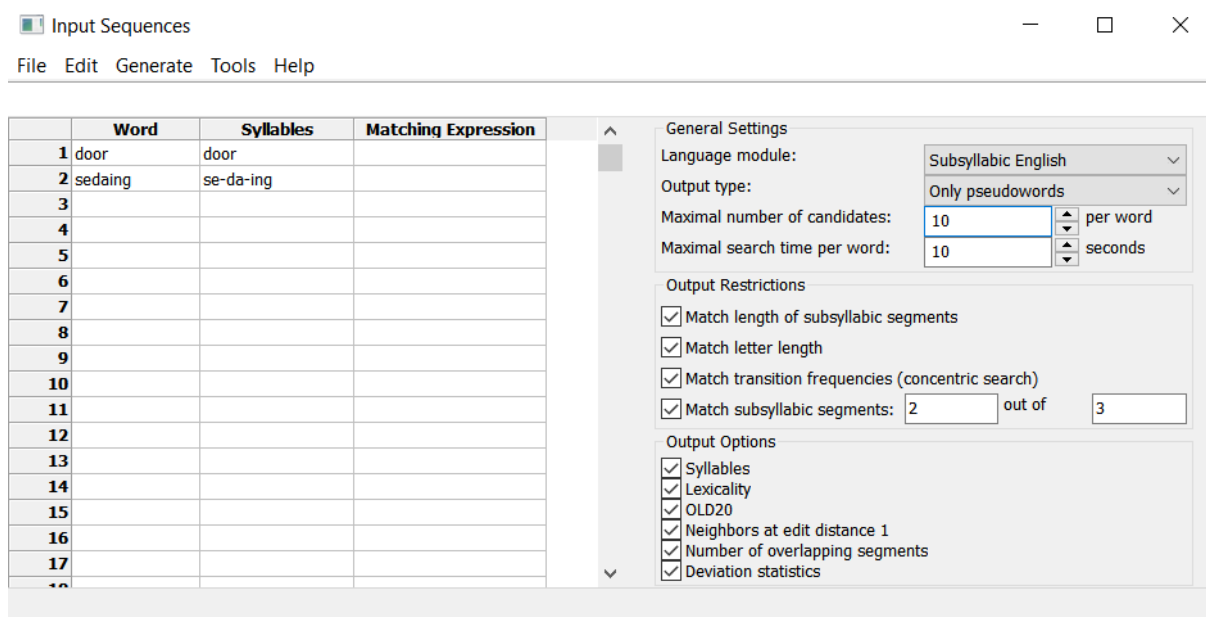 Input Sequences
File Edit Generate Tools Help
Word Syllables Matching Expression
1 door door
2 sedaing se-da-ing
3
4
5
6
7
8
9
10
11
12
13
14
15
16
17
General Settings
Language module: Subsyllabic English
Output type: Only pseudowords
Maximal number of candidates: 10 per word
Maximal search time per word: 10 seconds
Output Restrictions
Match length of subsyllabic segments
Match letter length
Match transition frequencies (concentric search)
Match subsyllabic segments: 2 out of 3
Output Options
Syllables
Lexicality
OLD20
Neighbors at edit distance 1
Number of overlapping segments
Deviation statistics